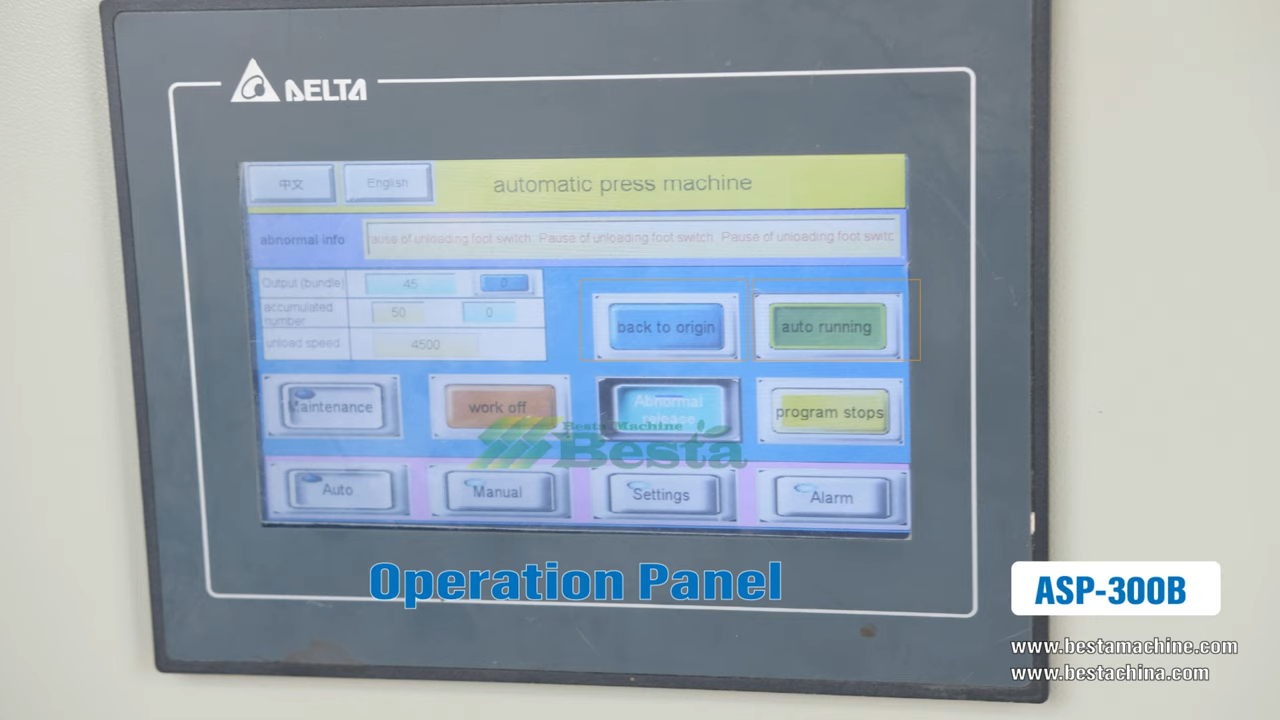 DELTA
中文 English automatic press machine
abnormal info ause of unloading foot switch Pause of unloading foot switch Pause of unloading foot switc
Output (bundle) 45 0
accumulated number 50 0
unload speed 4500
back to origin auto running
Maintenance work off Abnormal release program stops
Besta Machine
Besta
Auto Manual Settings Alarm
Operation Panel
ASP-300B
www.bestamachine.com
www.bestachina.com